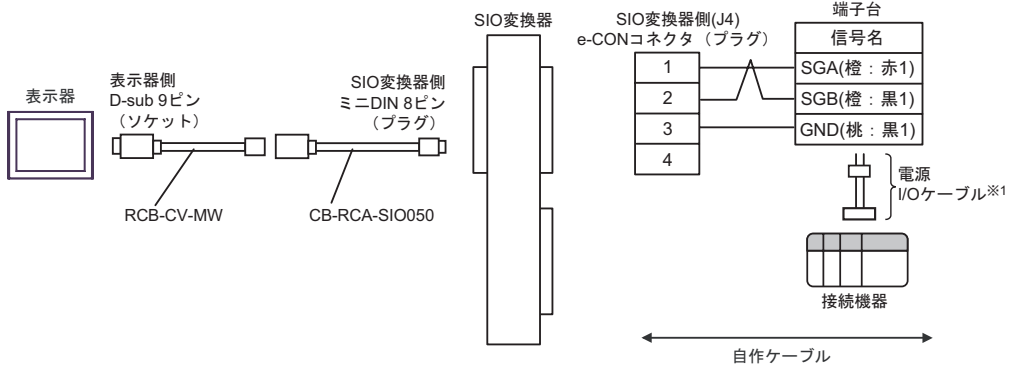 表示器
表示器側
D-sub 9ピン
（ソケット）
RCB-CV-MW
SIO変換器側
ミニDIN 8ピン
（プラグ）
CB-RCA-SIO050
SIO変換器
SIO変換器側(J4)
e-CONコネクタ（プラグ）
1
2
3
4
端子台
信号名
SGA(橙：赤1)
SGB(橙：黒1)
GND(桃：黒1)
電源
I/Oケーブル※1
接続機器
自作ケーブル